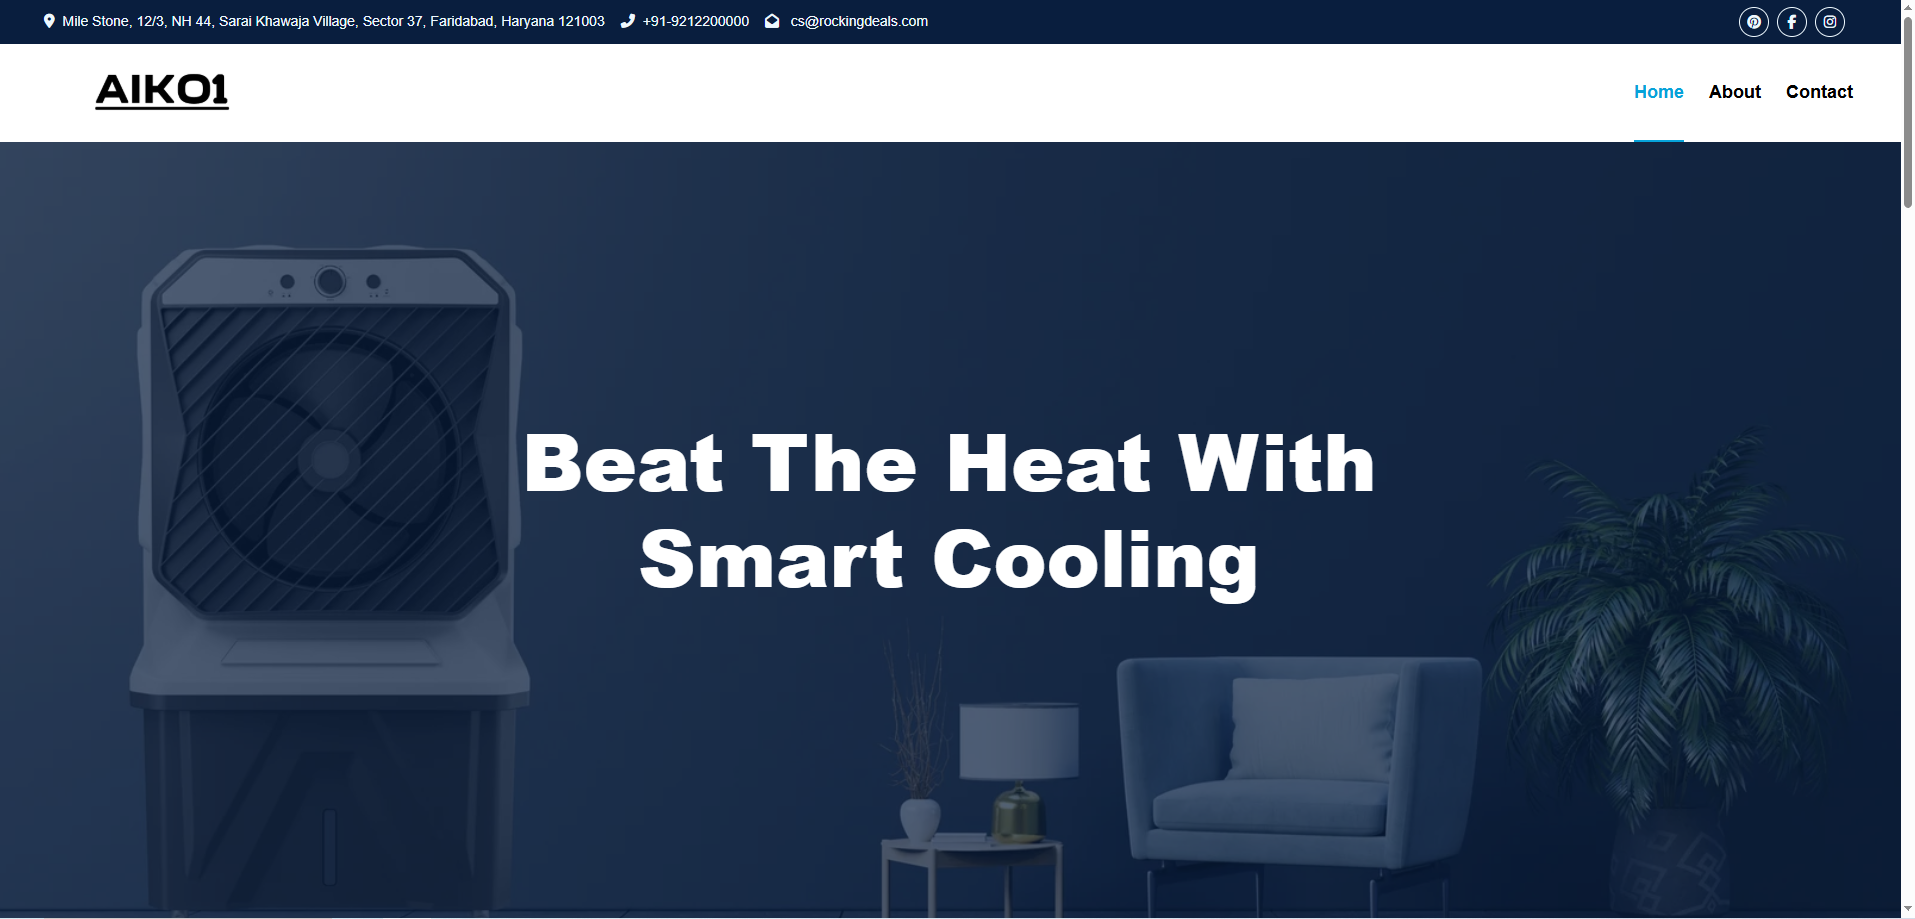 Mile Stone, 12/3, NH 44, Sarai Khawaja Village, Sector 37, Faridabad, Haryana 121003 +91-9212200000 cs@rockingdeals.com
AIKO1
Home About Contact
Beat The Heat With
Smart Cooling